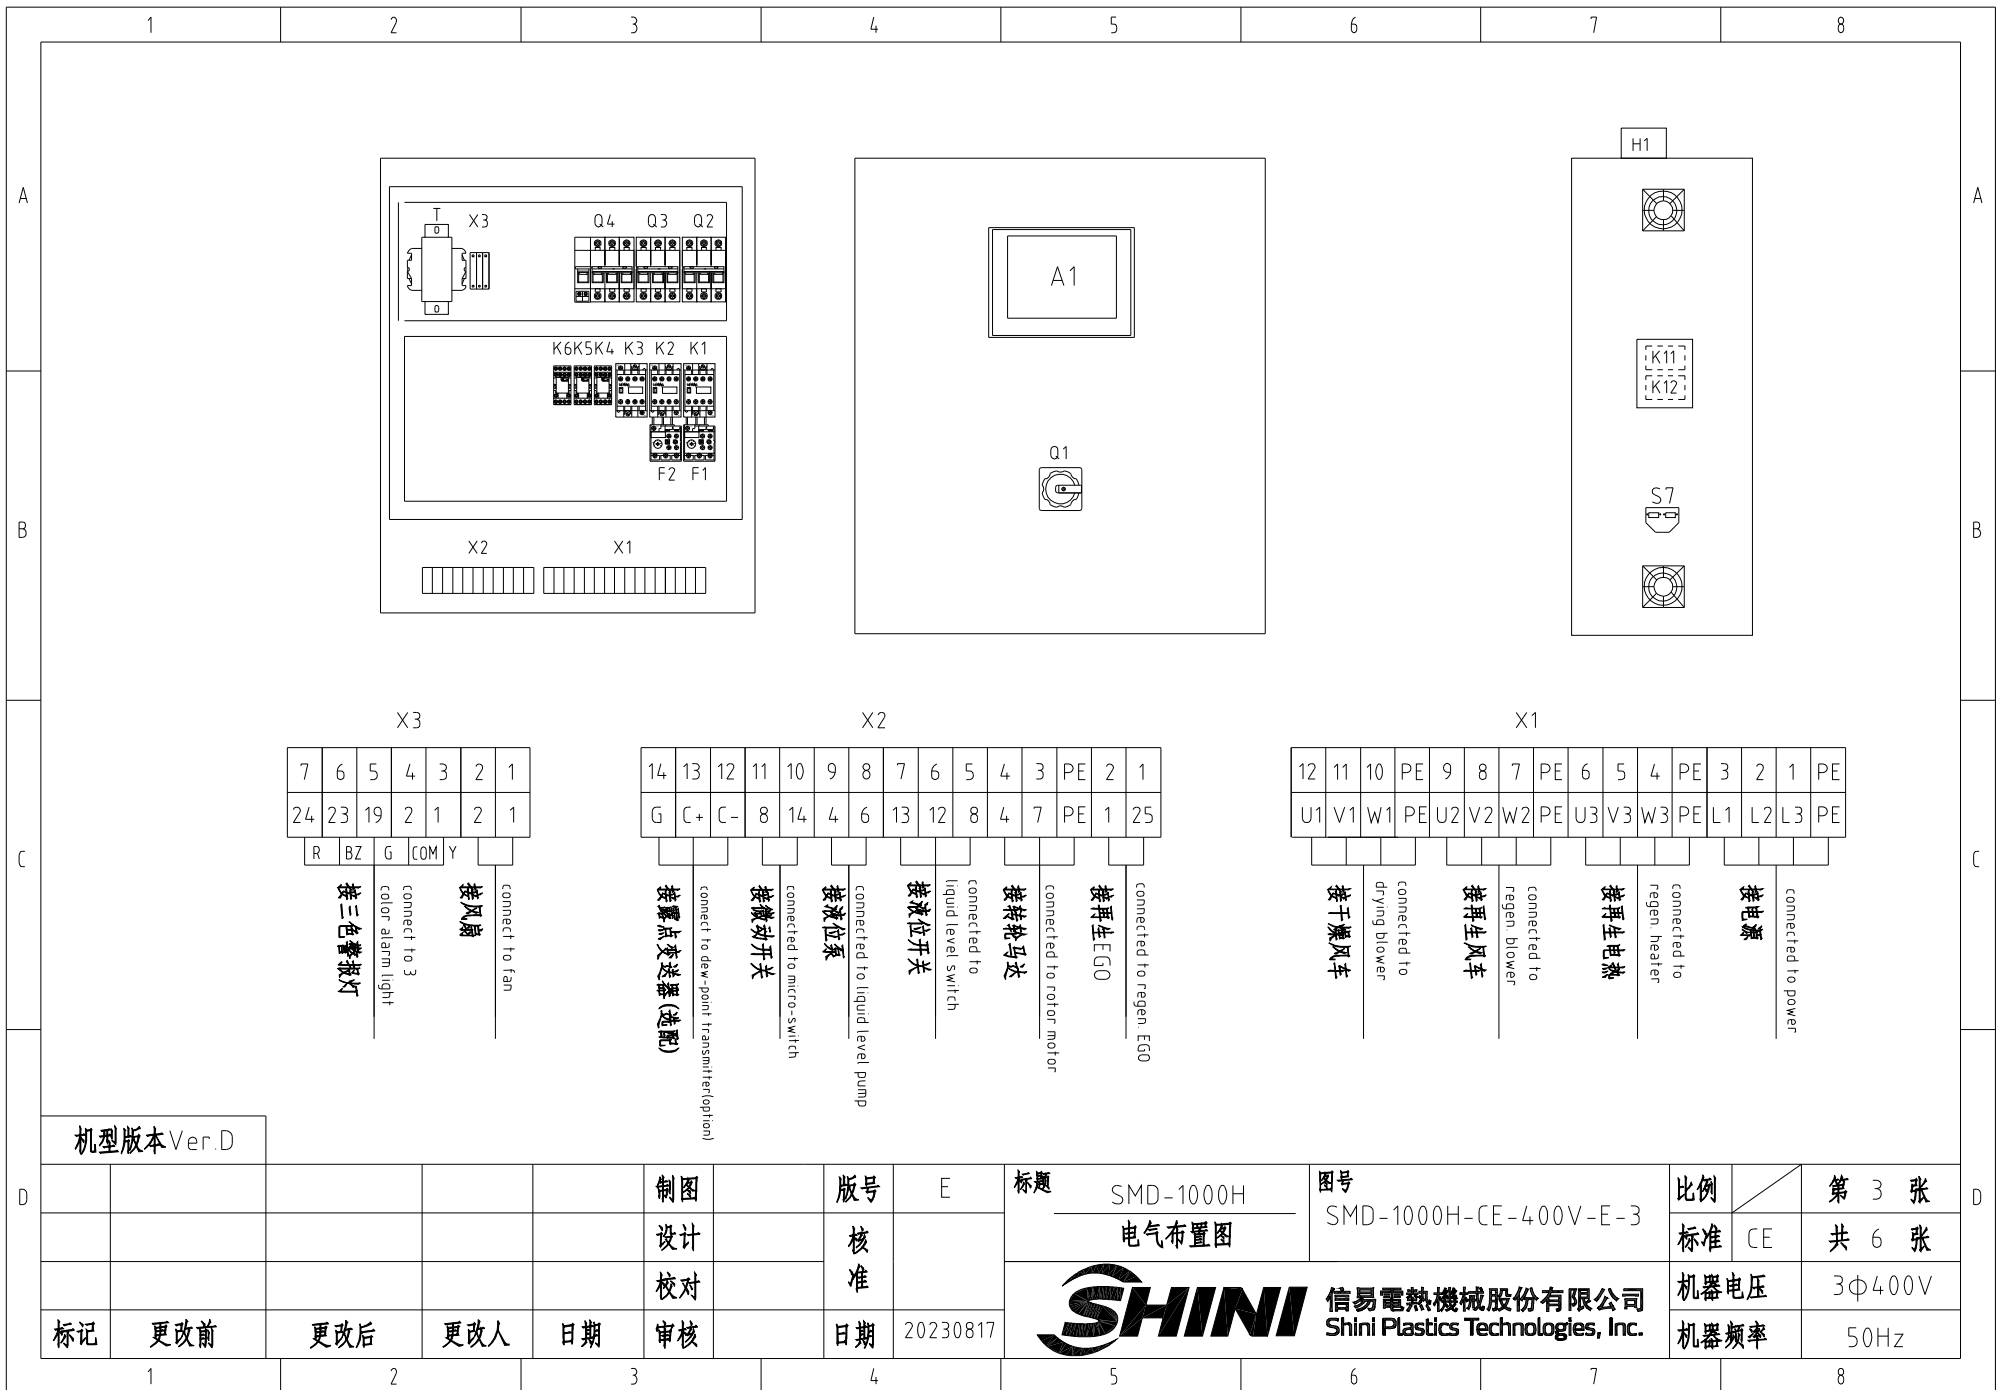 1 2 3 4 5 6 7 8
A A
B B
C C
D D
T
0
0
X3
Q4 Q3 Q2
K6 K5 K4 K3 K2 K1
F2 F1
X2 X1
A1
Q1
H1
K11
K12
S7
X3
7 6 5 4 3 2 1
24 23 19 2 1 2 1
R BZ G COM Y
接三色警报灯
connect to 3
color alarm light
接风扇
connect to fan
X2
14 13 12 11 10 9 8 7 6 5 4 3 PE 2 1
G C+ C- 8 14 4 6 13 12 8 4 7 PE 1 25
接露点变送器(选配)
connect to dew-point transmitter(option)
接微动开关
connected to micro-switch
接液位泵
connected to liquid level pump
接液位开关
connected to
liquid level switch
接转轮马达
connected to rotor motor
接再生EGO
connected to regen. EGO
X1
12 11 10 PE 9 8 7 PE 6 5 4 PE 3 2 1 PE
U1 V1 W1 PE U2 V2 W2 PE U3 V3 W3 PE L1 L2 L3 PE
接干燥风车
connected to
drying blower
接再生风车
connected to
regen. blower
接再生电热
connected to
regen. heater
接电源
connected to power
机型版本Ver.D
制图 版号 E
设计 核准
校对
标记 更改前 更改后 更改人 日期 审核 日期 20230817
标题 SMD-1000H
电气布置图
图号
SMD-1000H-CE-400V-E-3
比例 第 3 张
标准 CE 共 6 张
机器电压 3φ400V
机器频率 50Hz
SHINI
信易電熱機械股份有限公司
Shini Plastics Technologies, Inc.
1 2 3 4 5 6 7 8